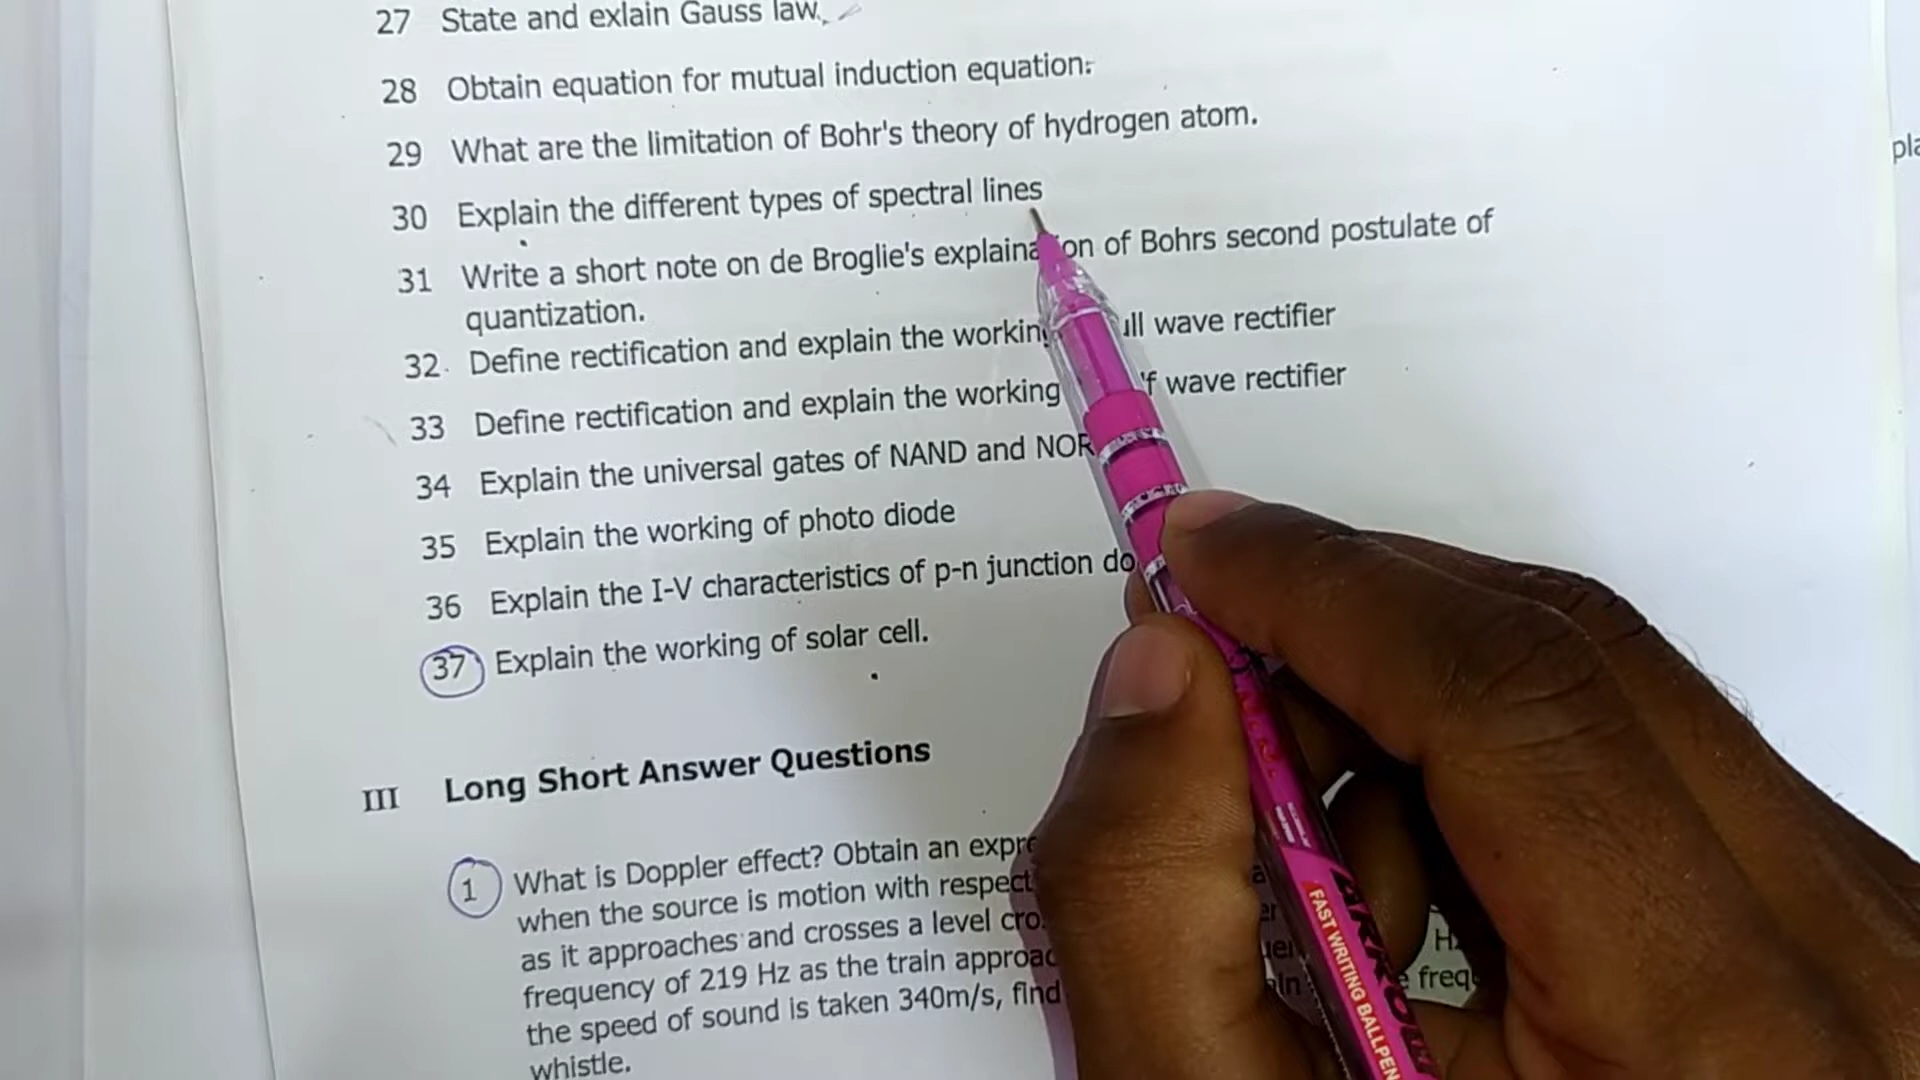 27 State and exlain Gauss law.
28 Obtain equation for mutual induction equation.
29 What are the limitation of Bohr's theory of hydrogen atom.
30 Explain the different types of spectral lines
31 Write a short note on de Broglie's explaination of Bohrs second postulate of
quantization.
32. Define rectification and explain the working ull wave rectifier
33 Define rectification and explain the working f wave rectifier
34 Explain the universal gates of NAND and NOR
35 Explain the working of photo diode
36 Explain the I-V characteristics of p-n junction do
37 Explain the working of solar cell.
III Long Short Answer Questions
1 What is Doppler effect? Obtain an expre
when the source is motion with respect
as it approaches and crosses a level cro
frequency of 219 Hz as the train approac freq
the speed of sound is taken 340m/s, find
whistle.
FAST WRITING BALLPEN
pla